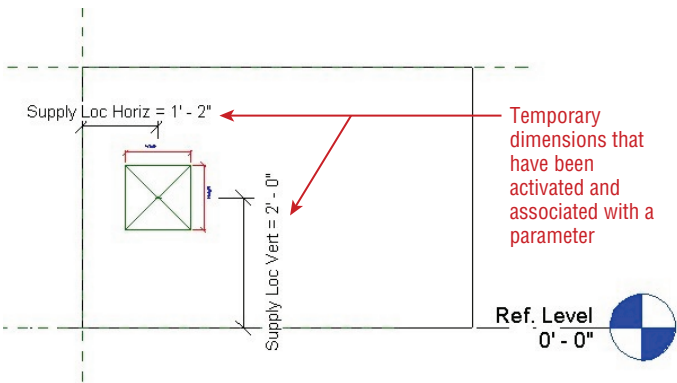 Supply Loc Horiz = 1' - 2"
Temporary
dimensions that
have been
activated and
associated with a
parameter
Supply Loc Vert = 2' - 0"
Ref. Level
0' - 0"